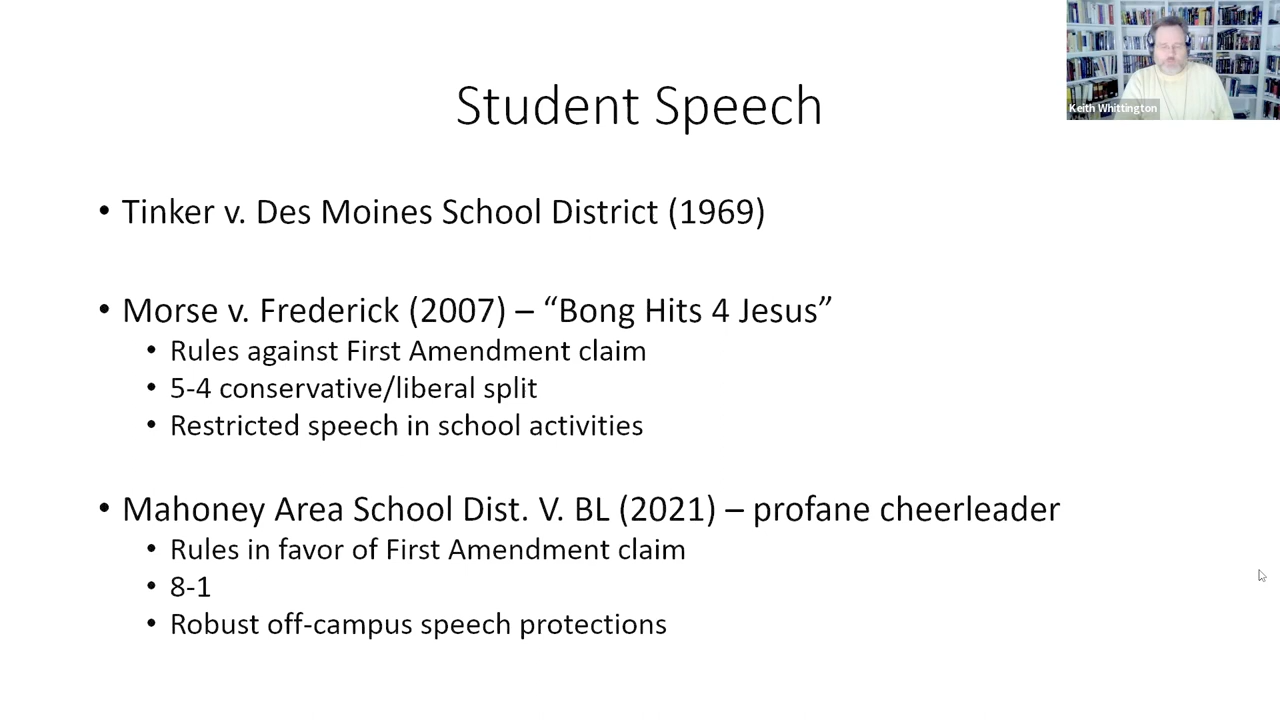 Keith Whittington
Student Speech
• Tinker v. Des Moines School District (1969)
• Morse v. Frederick (2007) – “Bong Hits 4 Jesus”
• Rules against First Amendment claim
• 5-4 conservative/liberal split
• Restricted speech in school activities
• Mahoney Area School Dist. V. BL (2021) – profane cheerleader
• Rules in favor of First Amendment claim
• 8-1
• Robust off-campus speech protections